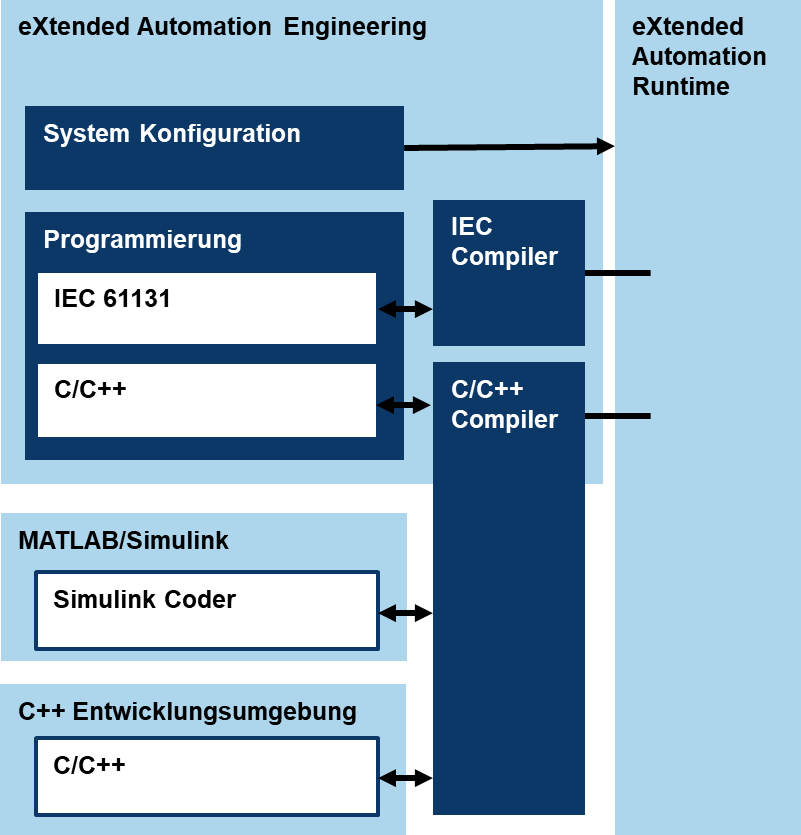 eXtended Automation Engineering
eXtended
Automation
Runtime
System Konfiguration
Programmierung
IEC 61131
C/C++
IEC
Compiler
C/C++
Compiler
MATLAB/Simulink
Simulink Coder
C++ Entwicklungsumgebung
C/C++